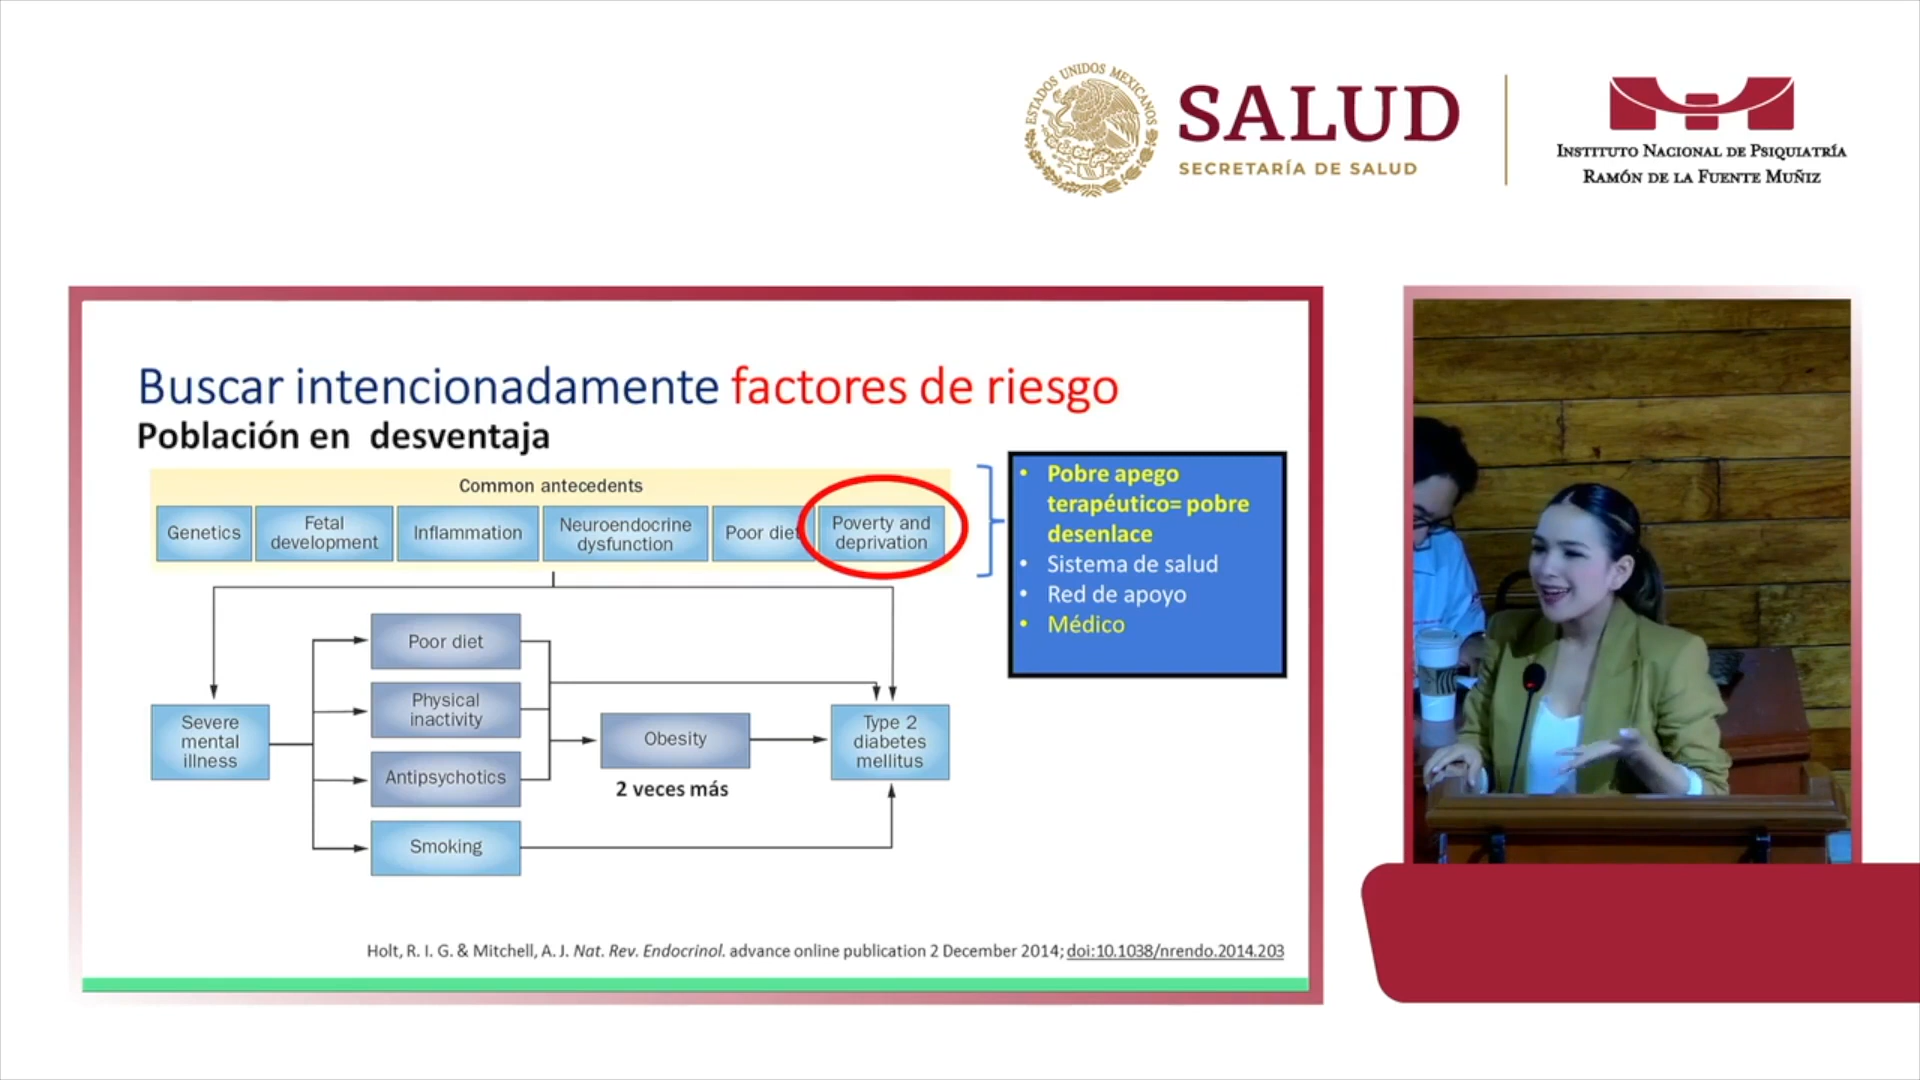 ESTADOS UNIDOS MEXICANOS
SALUD
SECRETARÍA DE SALUD
INSTITUTO NACIONAL DE PSIQUIATRÍA
RAMÓN DE LA FUENTE MUÑIZ
Buscar intencionadamente factores de riesgo
Población en desventaja
Common antecedents
Genetics
Fetal
development
Inflammation
Neuroendocrine
dysfunction
Poor diet
Poverty and
deprivation
• Pobre apego
terapéutico= pobre
desenlace
• Sistema de salud
• Red de apoyo
• Médico
Severe
mental
illness
Poor diet
Physical
inactivity
Antipsychotics
Smoking
Obesity
2 veces más
Type 2
diabetes
mellitus
Holt, R. I. G. & Mitchell, A. J. Nat. Rev. Endocrinol. advance online publication 2 December 2014; doi:10.1038/nrendo.2014.203